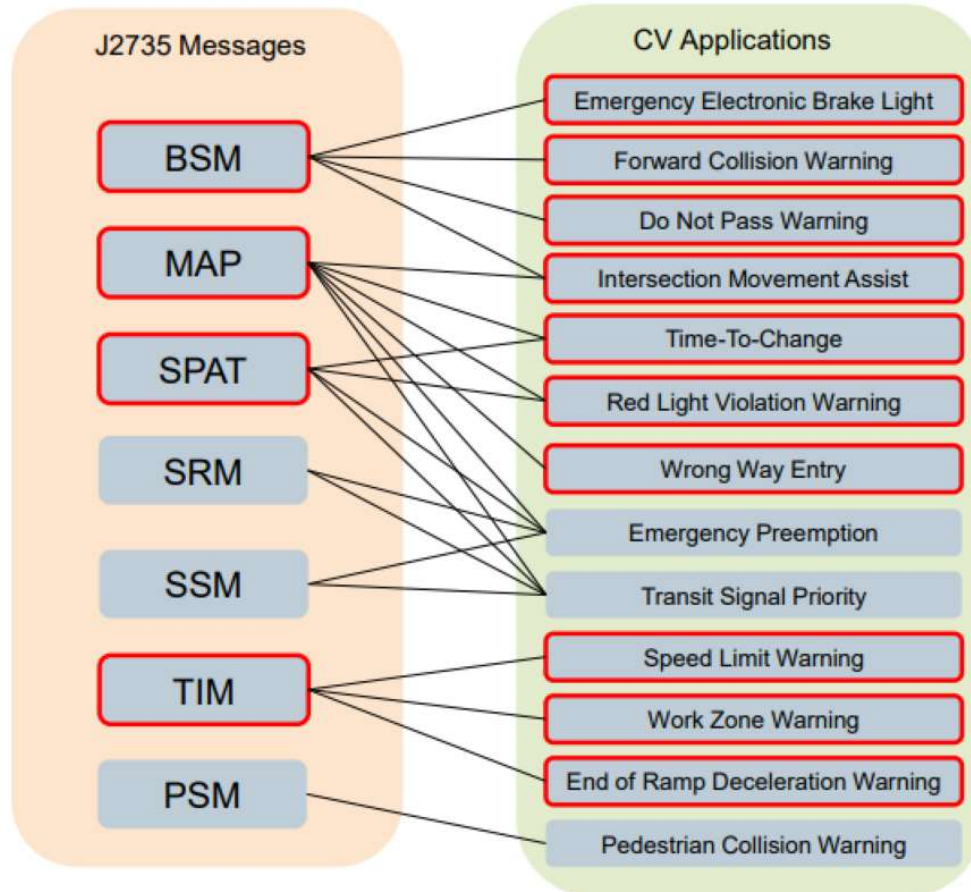 J2735 Messages
BSM
MAP
SPAT
SRM
SSM
TIM
PSM
CV Applications
Emergency Electronic Brake Light
Forward Collision Warning
Do Not Pass Warning
Intersection Movement Assist
Time-To-Change
Red Light Violation Warning
Wrong Way Entry
Emergency Preemption
Transit Signal Priority
Speed Limit Warning
Work Zone Warning
End of Ramp Deceleration Warning
Pedestrian Collision Warning